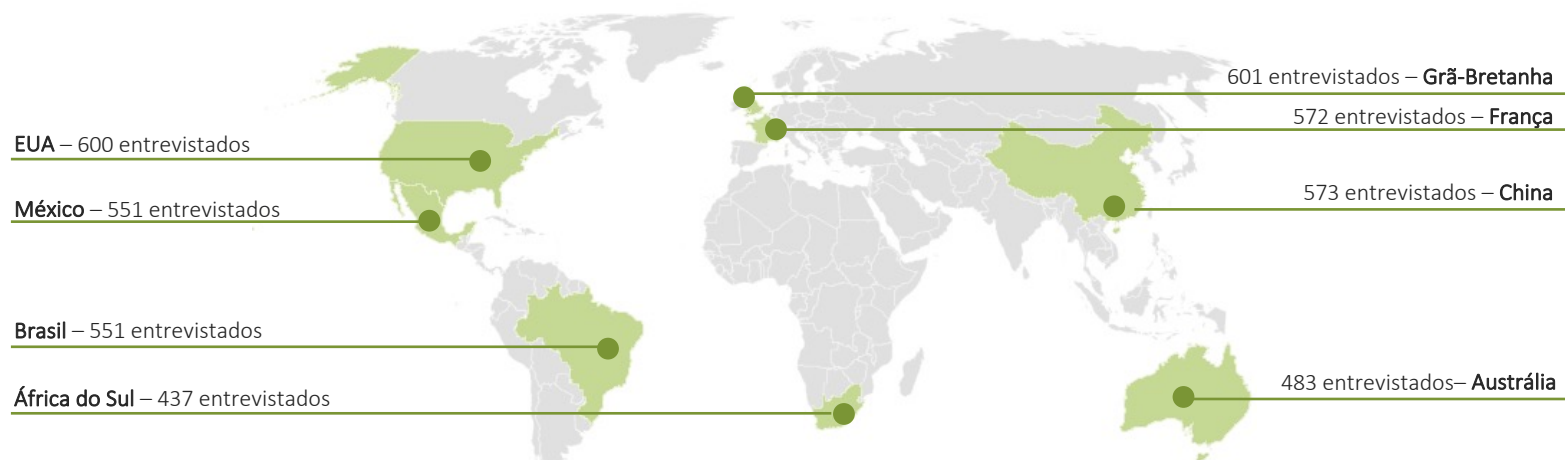 EUA – 600 entrevistados
México – 551 entrevistados
Brasil – 551 entrevistados
África do Sul – 437 entrevistados
601 entrevistados – Grã-Bretanha
572 entrevistados – França
573 entrevistados – China
483 entrevistados– Austrália